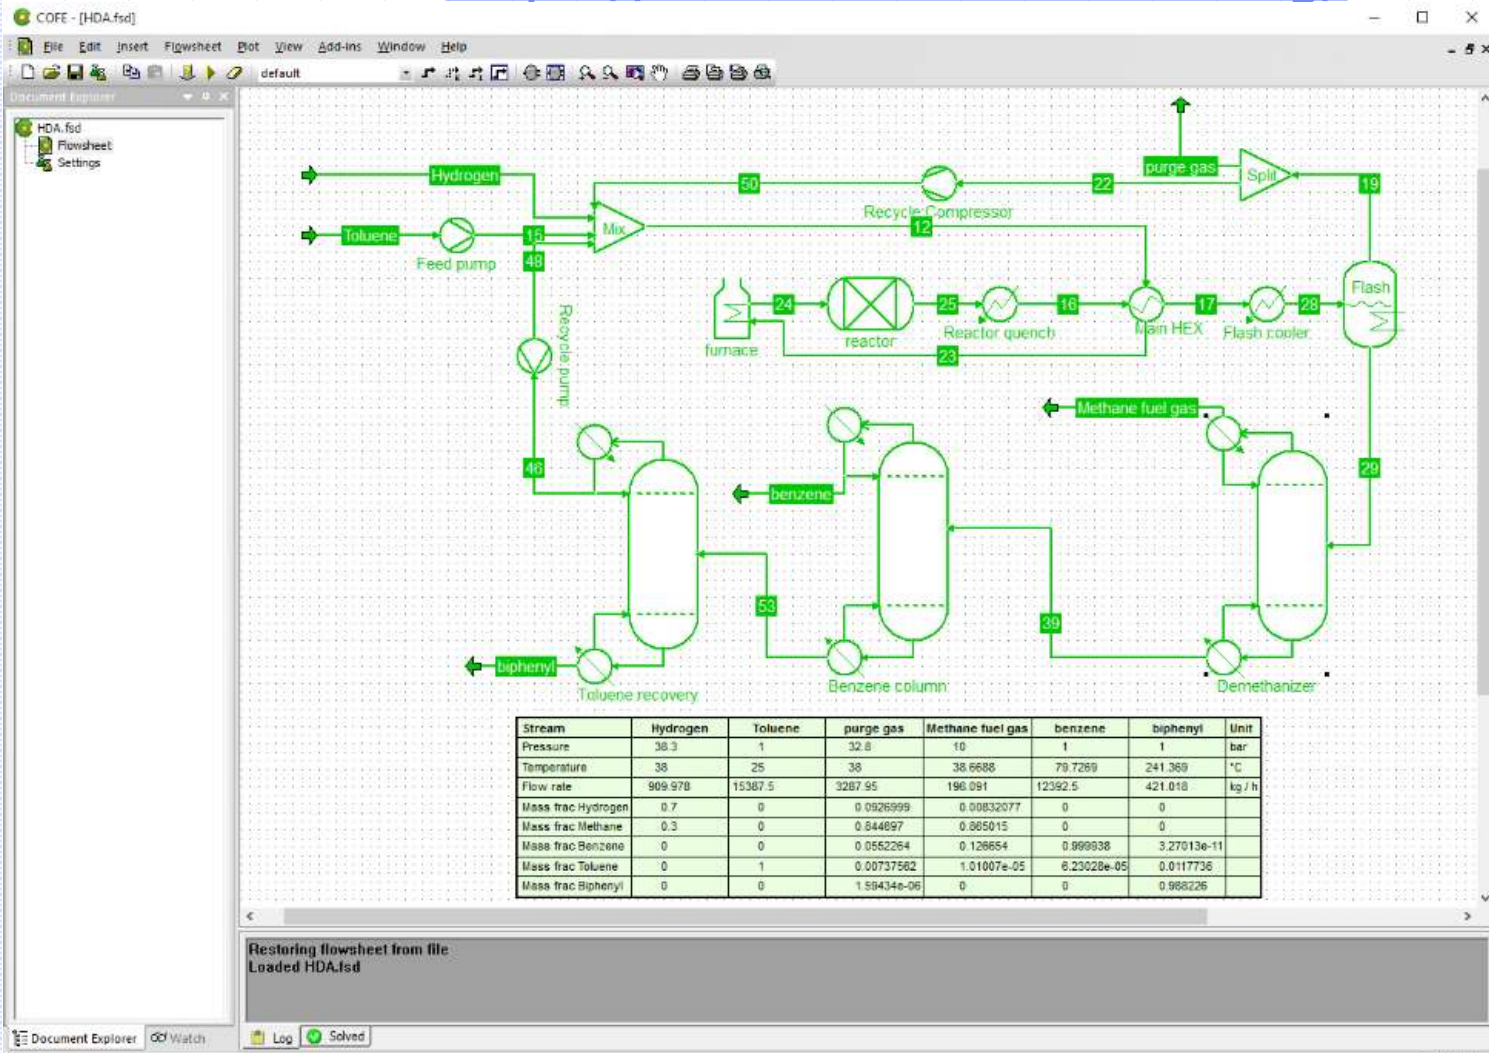 COFE - [HDA.fsd]
File Edit Insert Flowsheet Plot View Add-ins Window Help
default
Document Explorer
HDA.fsd
Flowsheet
Settings
purge gas
Split
Hydrogen
50
22
19
Recycle Compressor
Toluene
15
Mix
12
Feed pump
48
Flash
24
25
16
17
28
Recycle pump
furnace
reactor
Reactor quench
Main HEX
Flash cooler
23
Methane fuel gas
46
benzene
29
53
39
biphenyl
Toluene recovery
Benzene column
Demethanizer
Stream Hydrogen Toluene purge gas Methane fuel gas benzene biphenyl Unit
Pressure 38.3 1 32.8 10 1 1 bar
Temperature 38 25 38 38.6688 79.7269 241.369 °C
Flow rate 909.978 15387.5 3287.95 196.091 12392.5 421.018 kg / h
Mass frac Hydrogen 0.7 0 0.0926999 0.00832077 0 0
Mass frac Methane 0.3 0 0.844697 0.865015 0 0
Mass frac Benzene 0 0 0.0552264 0.126654 0.999938 3.27013e-11
Mass frac Toluene 0 1 0.00737562 1.01007e-05 6.23028e-05 0.0117736
Mass frac Biphenyl 0 0 1.59434e-06 0 0 0.988226
Restoring flowsheet from file
Loaded HDA.fsd
Document Explorer Watch
Log Solved